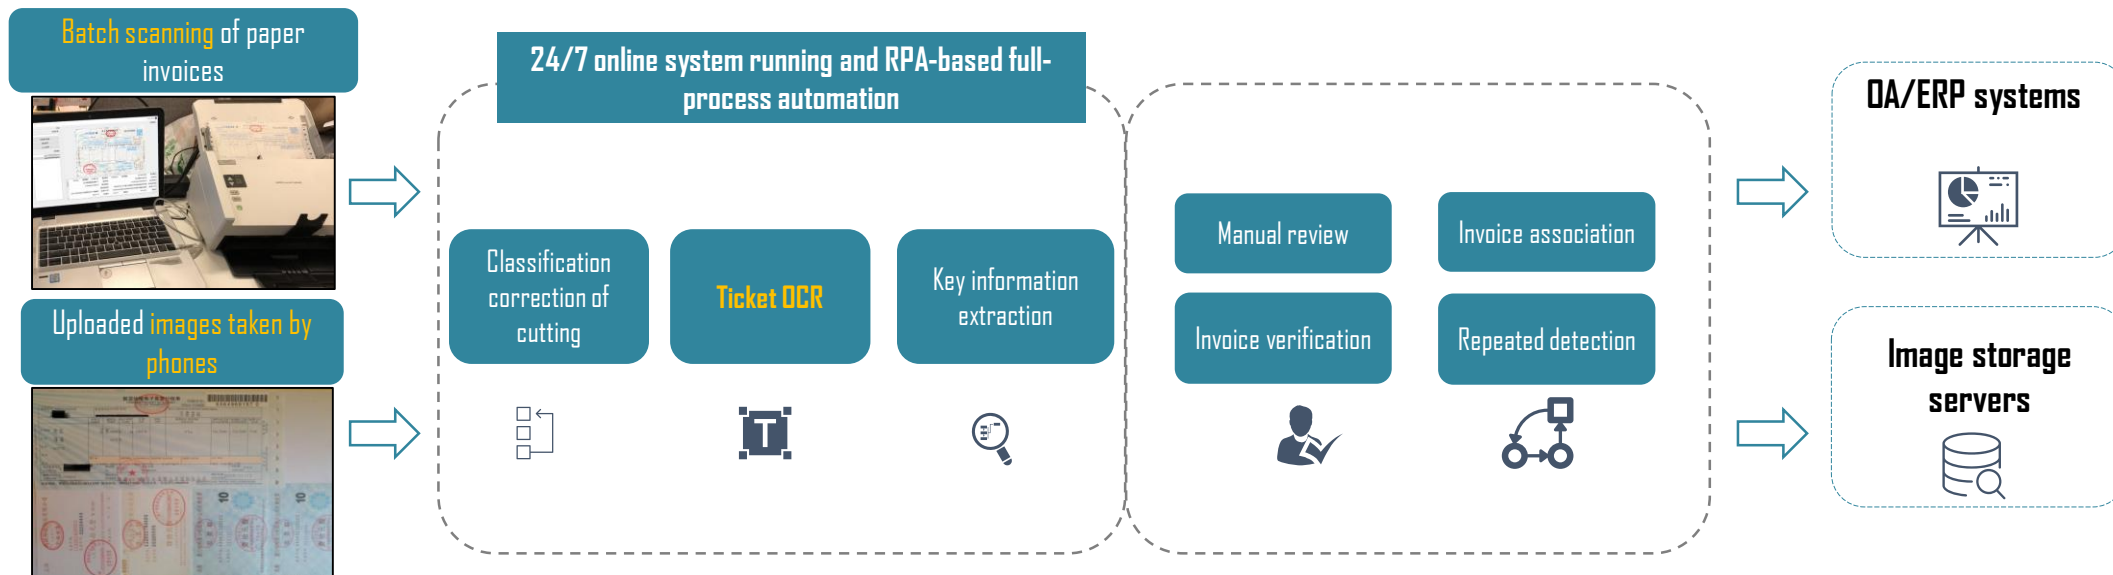 Batch scanning of paper
invoices
Uploaded images taken by
phones
24/7 online system running and RPA-based full-
process automation
Classification
correction of
cutting
Ticket OCR
Key information
extraction
T
Manual review
Invoice association
Invoice verification
Repeated detection
OA/ERP systems
Image storage
servers